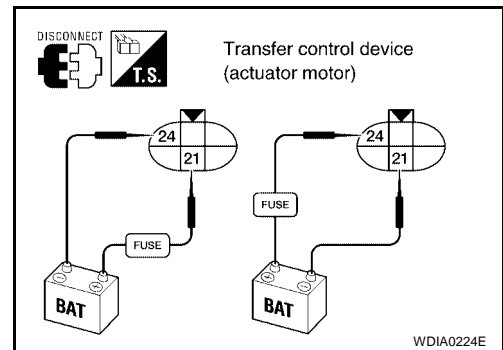 DISCONNECT
T.S.
Transfer control device
(actuator motor)
24
21
FUSE
BAT
24
21
FUSE
BAT
WDIA0224E